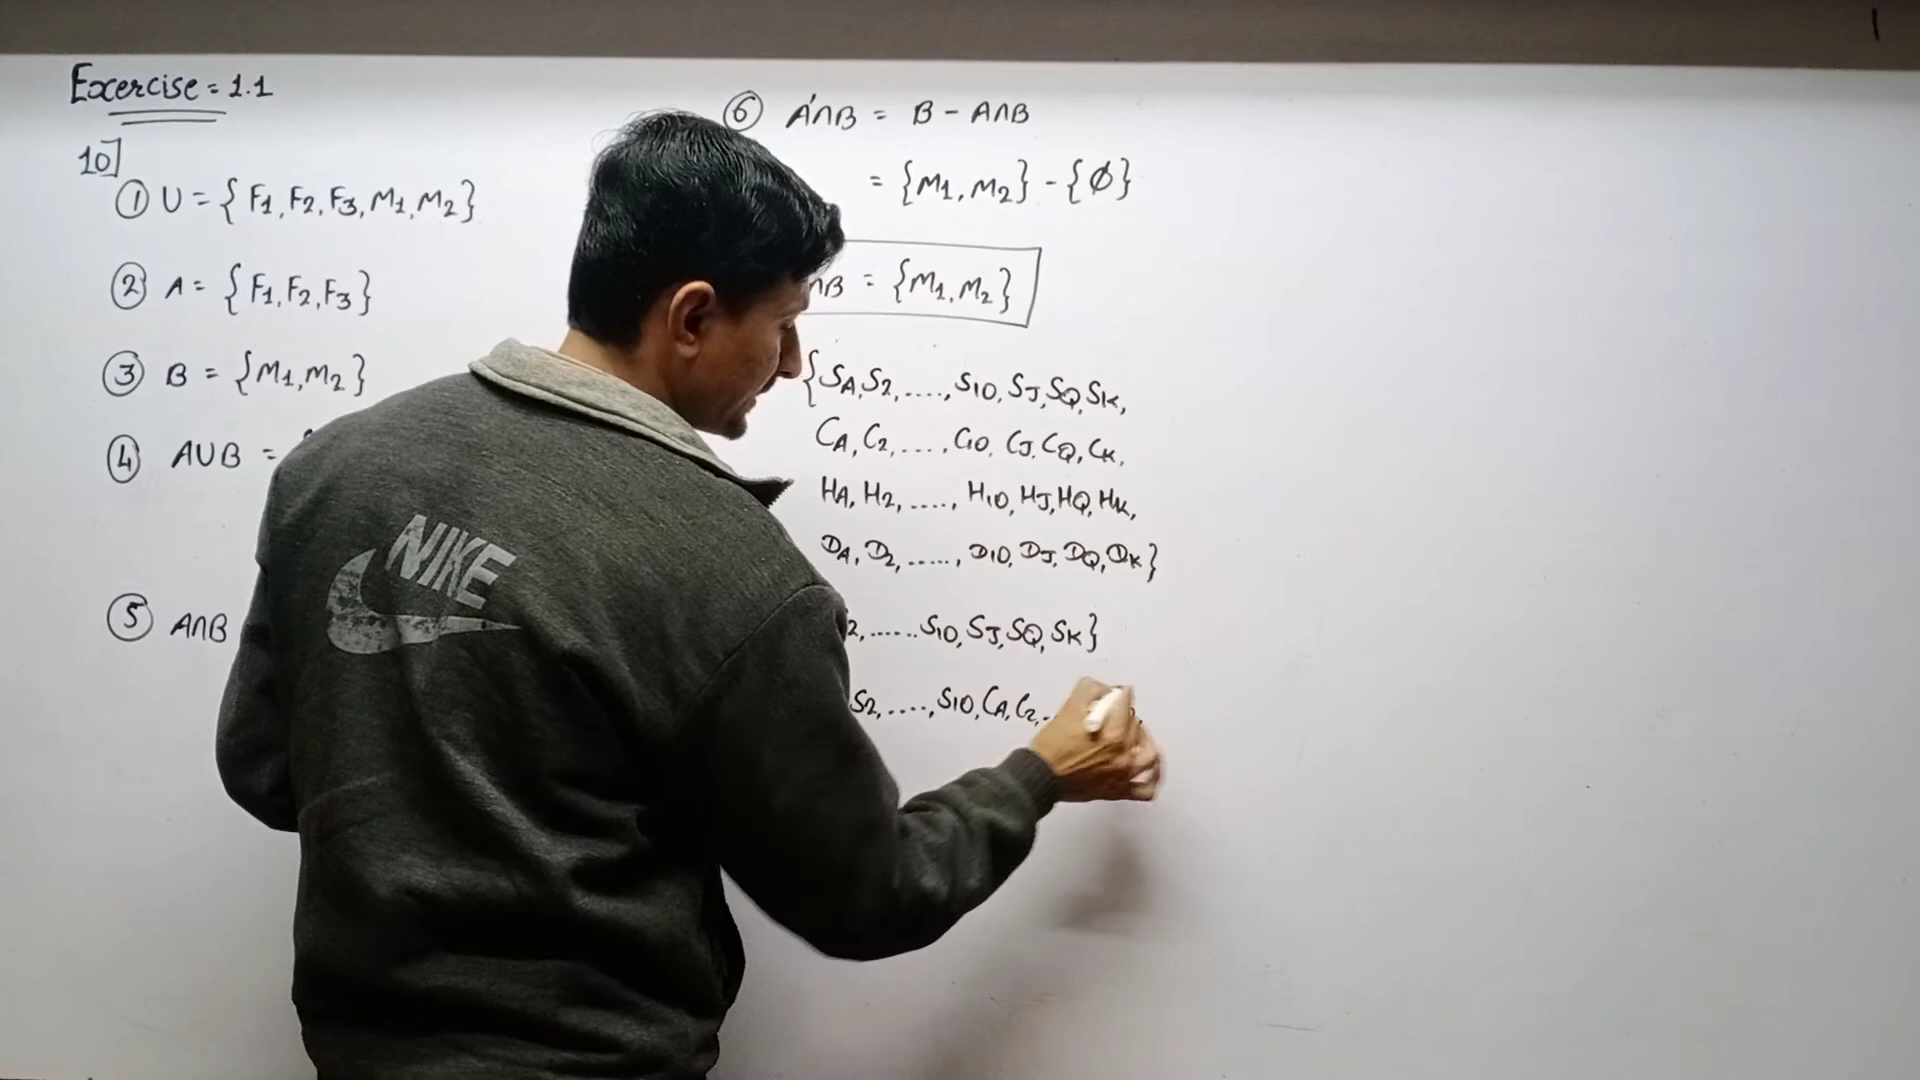 Excercise = 1.1
10]
① U = { F1, F2, F3, M1, M2 }
② A = { F1, F2, F3 }
③ B = { M1, M2 }
④ A∪B =
⑤ A∩B
⑥ A'∩B = B - A∩B
= { M1, M2 } - { ∅ }
∩B = { M1, M2 }
{ SA, S2, ...., S10, SJ, SQ, SK,
CA, C2, ...., C10, CJ, CQ, CK,
HA, H2, ....., H10, HJ, HQ, HK,
DA, D2, ......, D10, DJ, DQ, DK }
2, ...... S10, SJ, SQ, SK }
S2, ....., S10, CA, C2, ..
NIKE